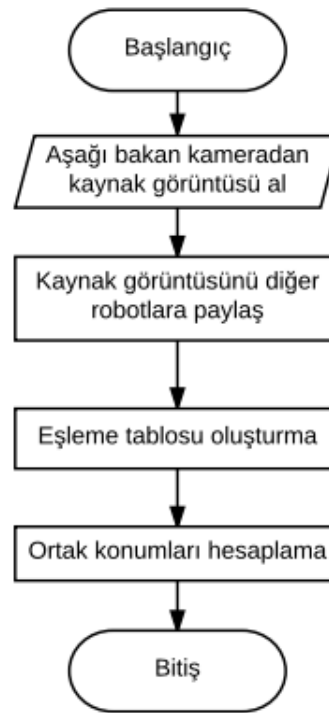 Başlangıç
Aşağı bakan kameradan
kaynak görüntüsü al
Kaynak görüntüsünü diğer
robotlara paylaş
Eşleme tablosu oluşturma
Ortak konumları hesaplama
Bitiş